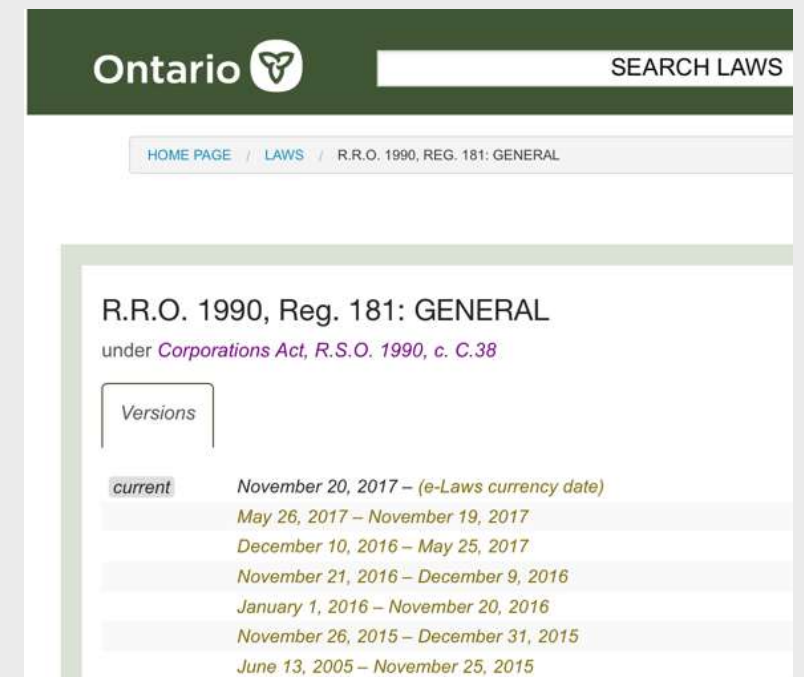 Ontario
SEARCH LAWS
HOME PAGE / LAWS / R.R.O. 1990, REG. 181: GENERAL
R.R.O. 1990, Reg. 181: GENERAL
under Corporations Act, R.S.O. 1990, c. C.38
Versions
current November 20, 2017 – (e-Laws currency date)
May 26, 2017 – November 19, 2017
December 10, 2016 – May 25, 2017
November 21, 2016 – December 9, 2016
January 1, 2016 – November 20, 2016
November 26, 2015 – December 31, 2015
June 13, 2005 – November 25, 2015